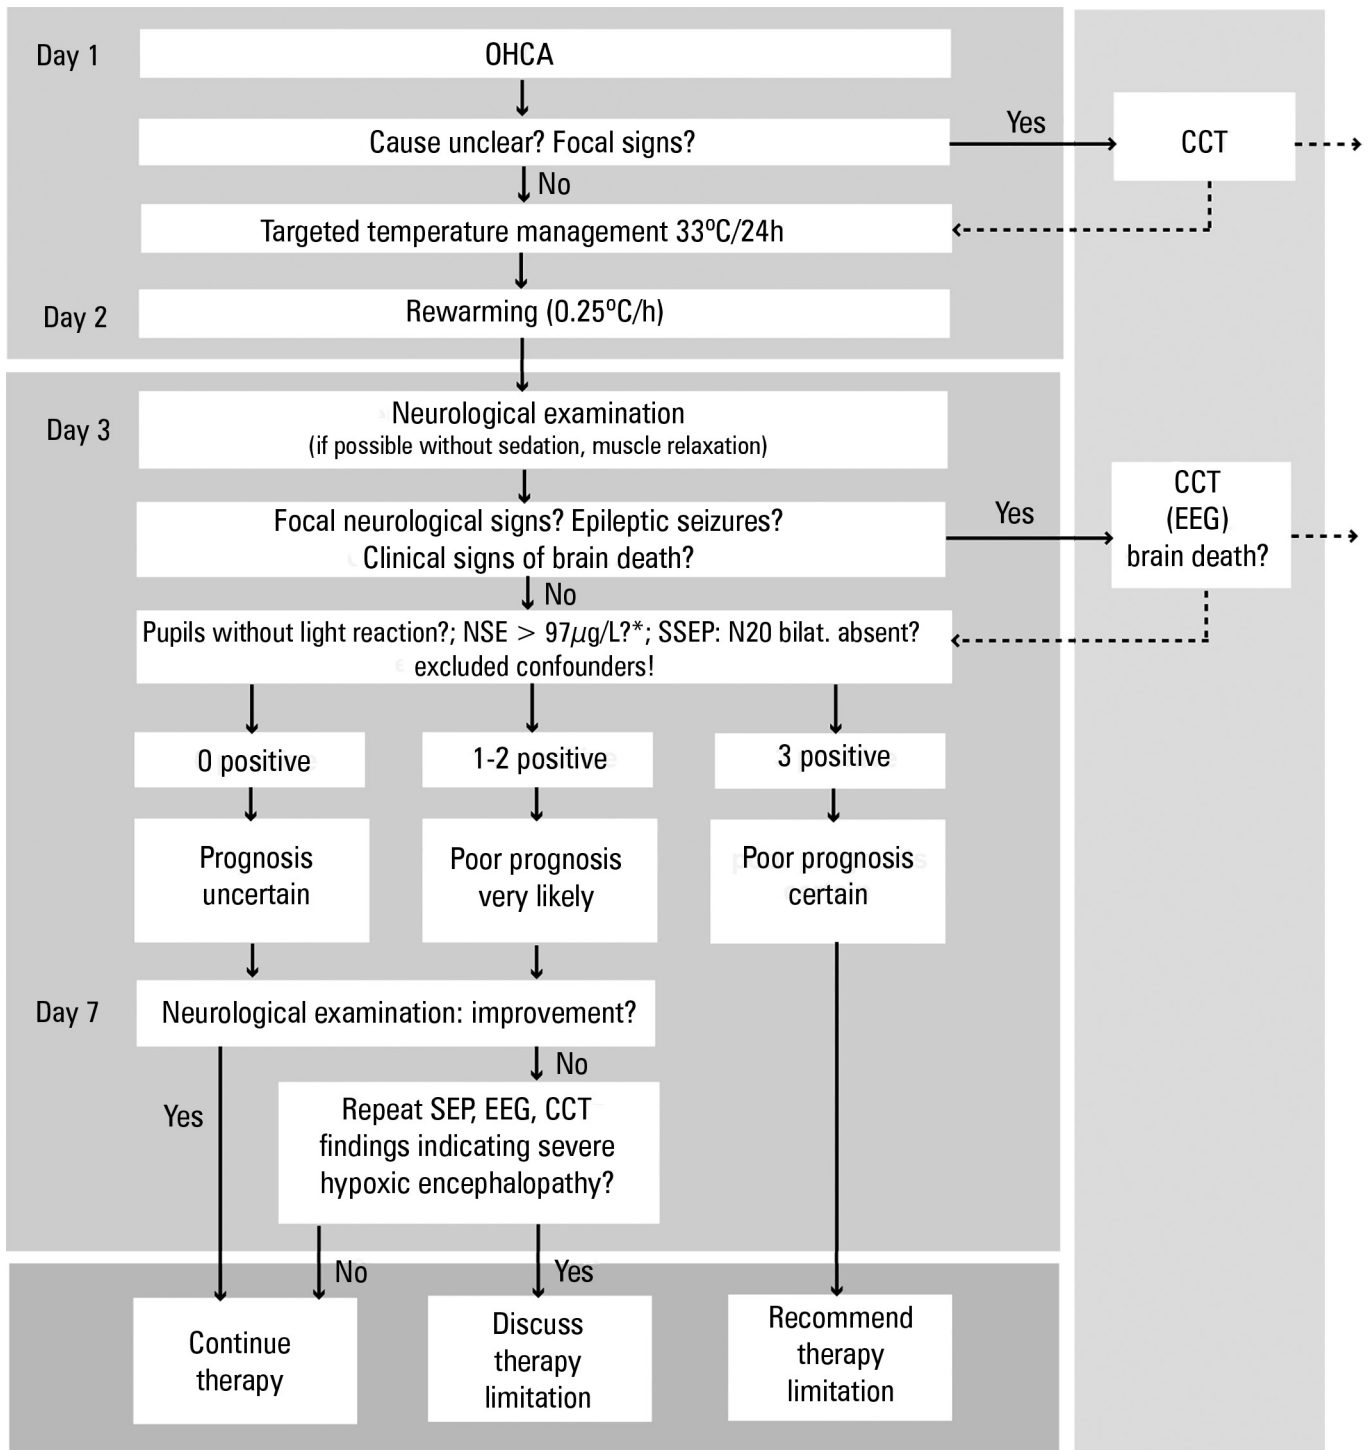 Day 1
OHCA
Cause unclear? Focal signs?
Yes
CCT
No
Targeted temperature management 33ºC/24h
Day 2
Rewarming (0.25ºC/h)
Day 3
Neurological examination
(if possible without sedation, muscle relaxation)
Focal neurological signs? Epileptic seizures?
Clinical signs of brain death?
Yes
CCT
(EEG)
brain death?
No
Pupils without light reaction?; NSE > 97µg/L?*; SSEP: N20 bilat. absent?
excluded confounders!
0 positive
1-2 positive
3 positive
Prognosis
uncertain
Poor prognosis
very likely
Poor prognosis
certain
Day 7
Neurological examination: improvement?
Yes
No
Repeat SEP, EEG, CCT
findings indicating severe
hypoxic encephalopathy?
No
Yes
Continue
therapy
Discuss
therapy
limitation
Recommend
therapy
limitation